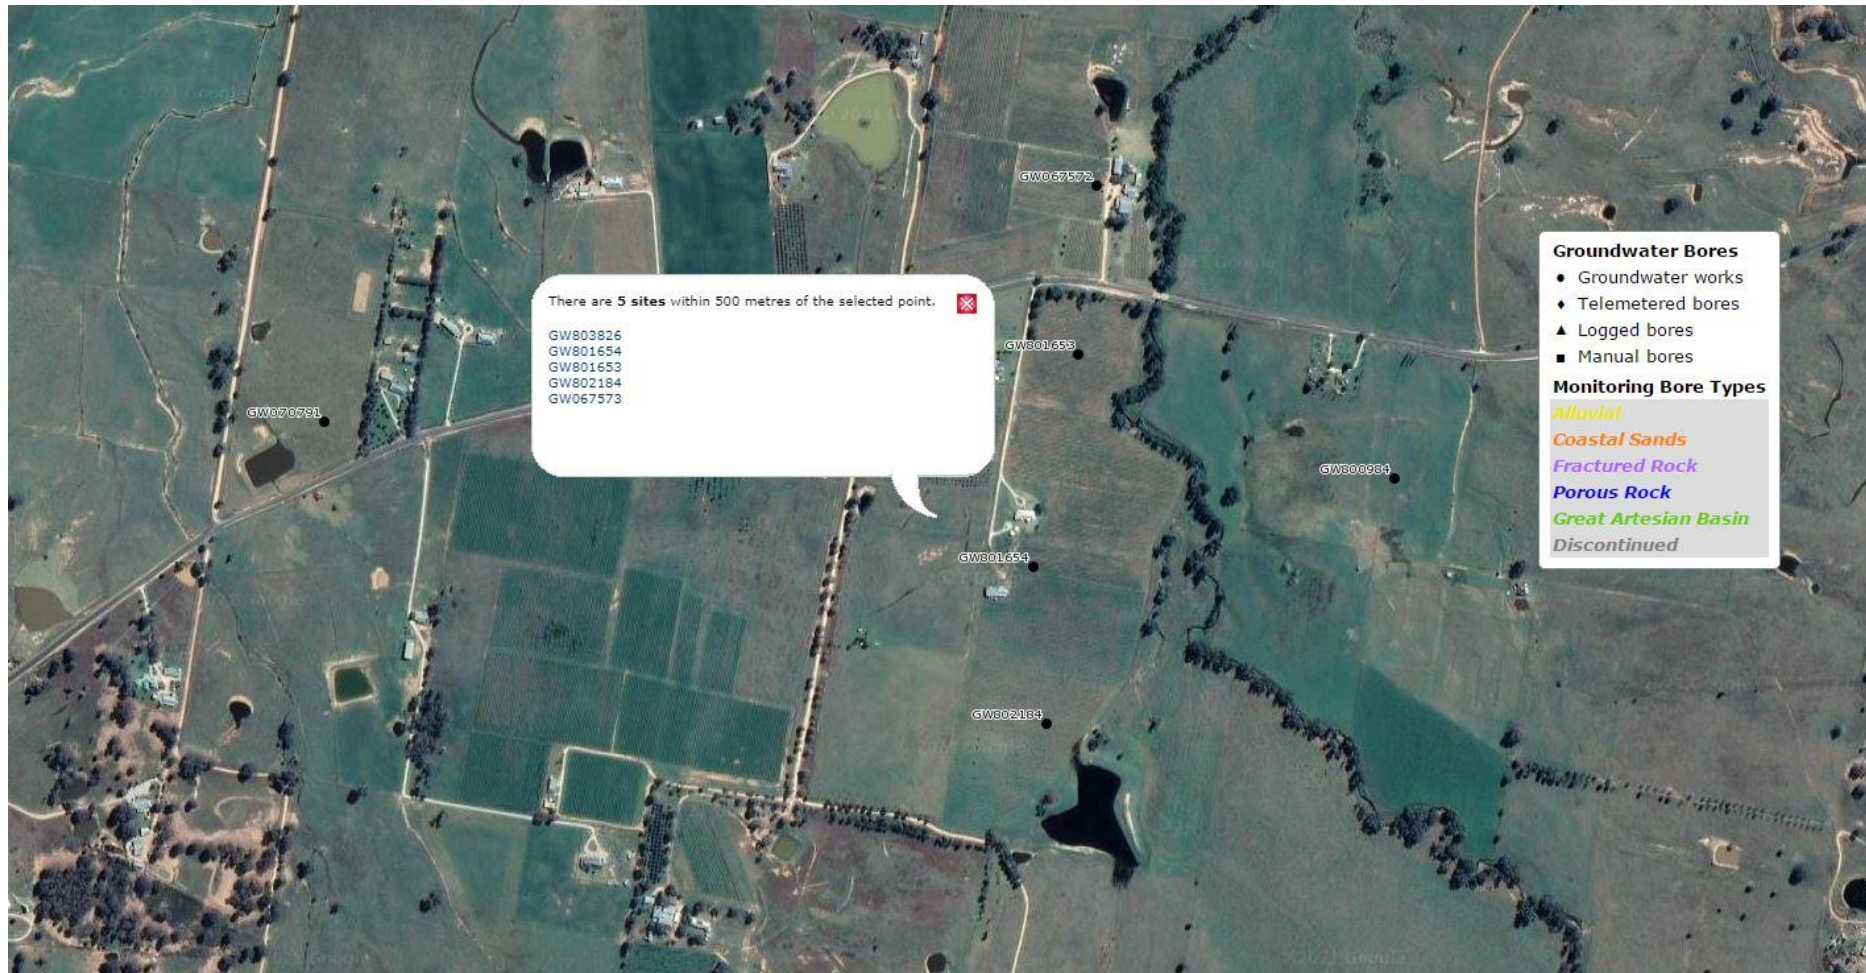 GW067572
There are 5 sites within 500 metres of the selected point.
GW803826
GW801654
GW801653
GW802184
GW067573
GW801653
GW070791
GW800984
GW801654
GW802184
Groundwater Bores
Groundwater works
Telemetered bores
Logged bores
Manual bores
Monitoring Bore Types
Alluvial
Coastal Sands
Fractured Rock
Porous Rock
Great Artesian Basin
Discontinued